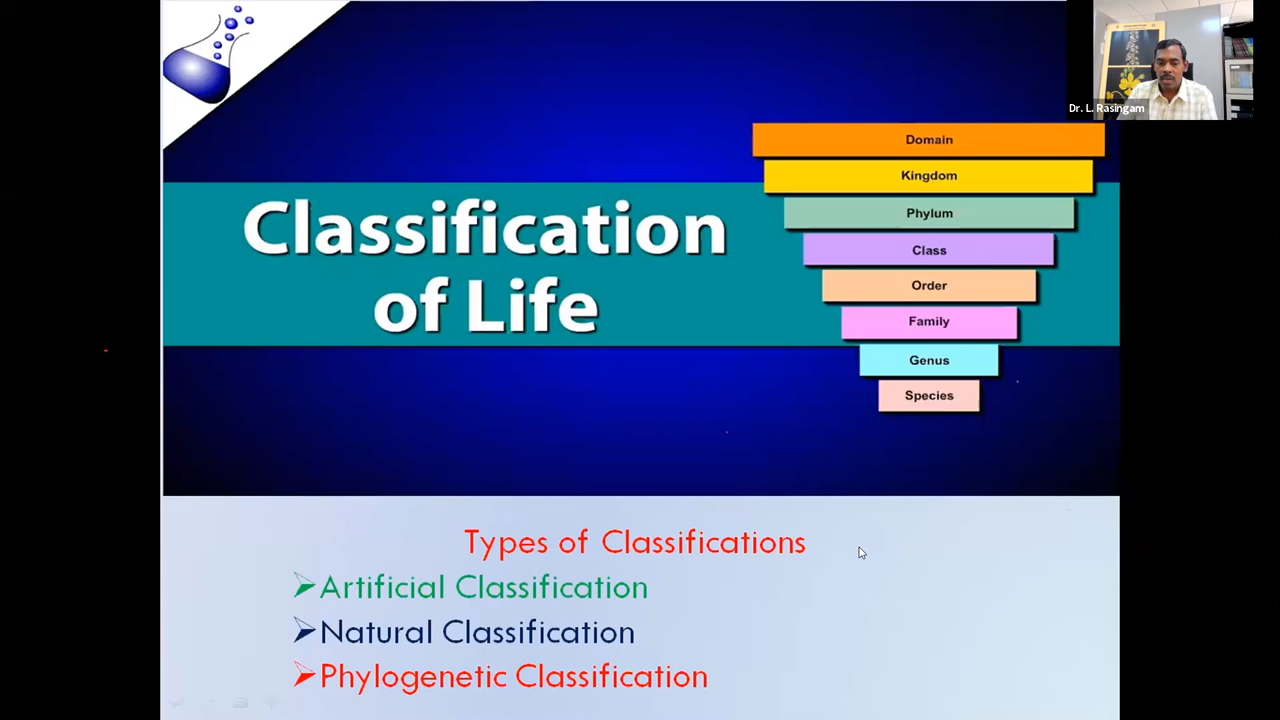 Dr. L. Rasingam
Domain
Kingdom
Phylum
Class
Order
Family
Genus
Species
Classification
of Life
Types of Classifications
Artificial Classification
Natural Classification
Phylogenetic Classification